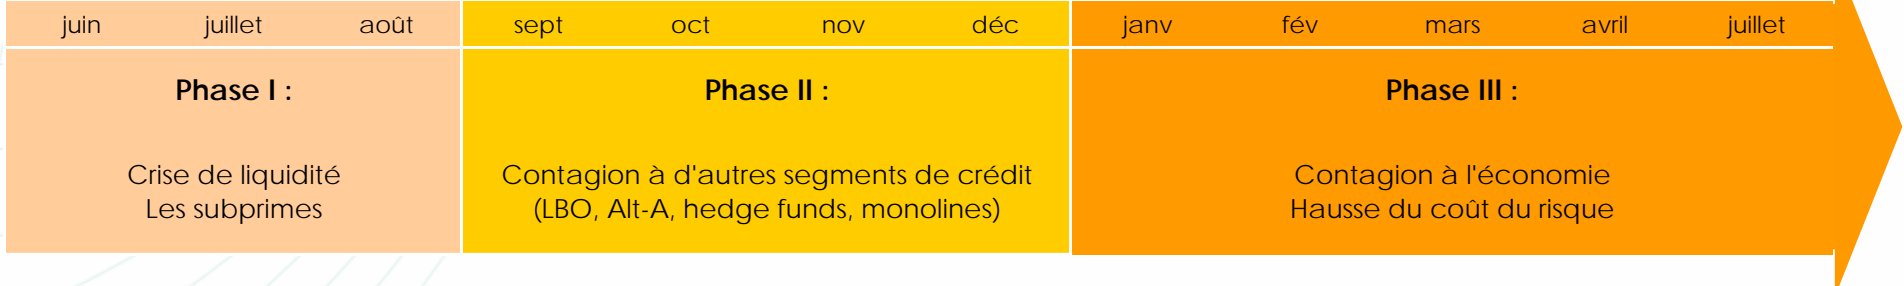 juin juillet août sept oct nov déc janv fév mars avril juillet
Phase I : Phase II : Phase III :
Crise de liquidité Contagion à d'autres segments de crédit Contagion à l'économie
Les subprimes (LBO, Alt-A, hedge funds, monolines) Hausse du coût du risque